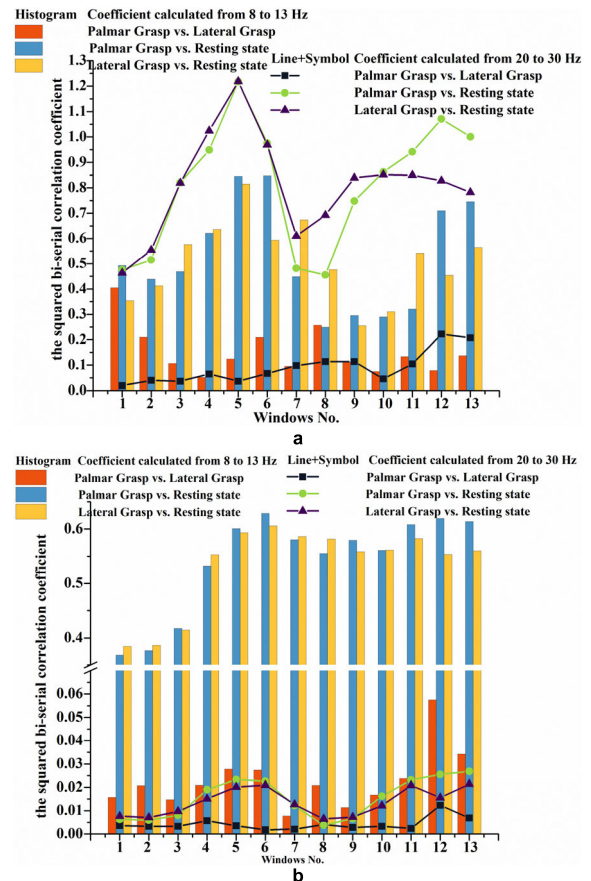 Histogram Coefficient calculated from 8 to 13 Hz
Palmar Grasp vs. Lateral Grasp
Palmar Grasp vs. Resting state
Lateral Grasp vs. Resting state
Line+Symbol Coefficient calculated from 20 to 30 Hz
Palmar Grasp vs. Lateral Grasp
Palmar Grasp vs. Resting state
Lateral Grasp vs. Resting state
the squared bi-serial correlation coefficient
1.3
1.2
1.1
1.0
0.9
0.8
0.7
0.6
0.5
0.4
0.3
0.2
0.1
0.0
1 2 3 4 5 6 7 8 9 10 11 12 13
Windows No.
a
Histogram Coefficient calculated from 8 to 13 Hz
Palmar Grasp vs. Lateral Grasp
Palmar Grasp vs. Resting state
Lateral Grasp vs. Resting state
Line+Symbol Coefficient calculated from 20 to 30 Hz
Palmar Grasp vs. Lateral Grasp
Palmar Grasp vs. Resting state
Lateral Grasp vs. Resting state
the squared bi-serial correlation coefficient
0.6
0.5
0.4
0.06
0.05
0.04
0.03
0.02
0.01
0.00
1 2 3 4 5 6 7 8 9 10 11 12 13
Windows No.
b